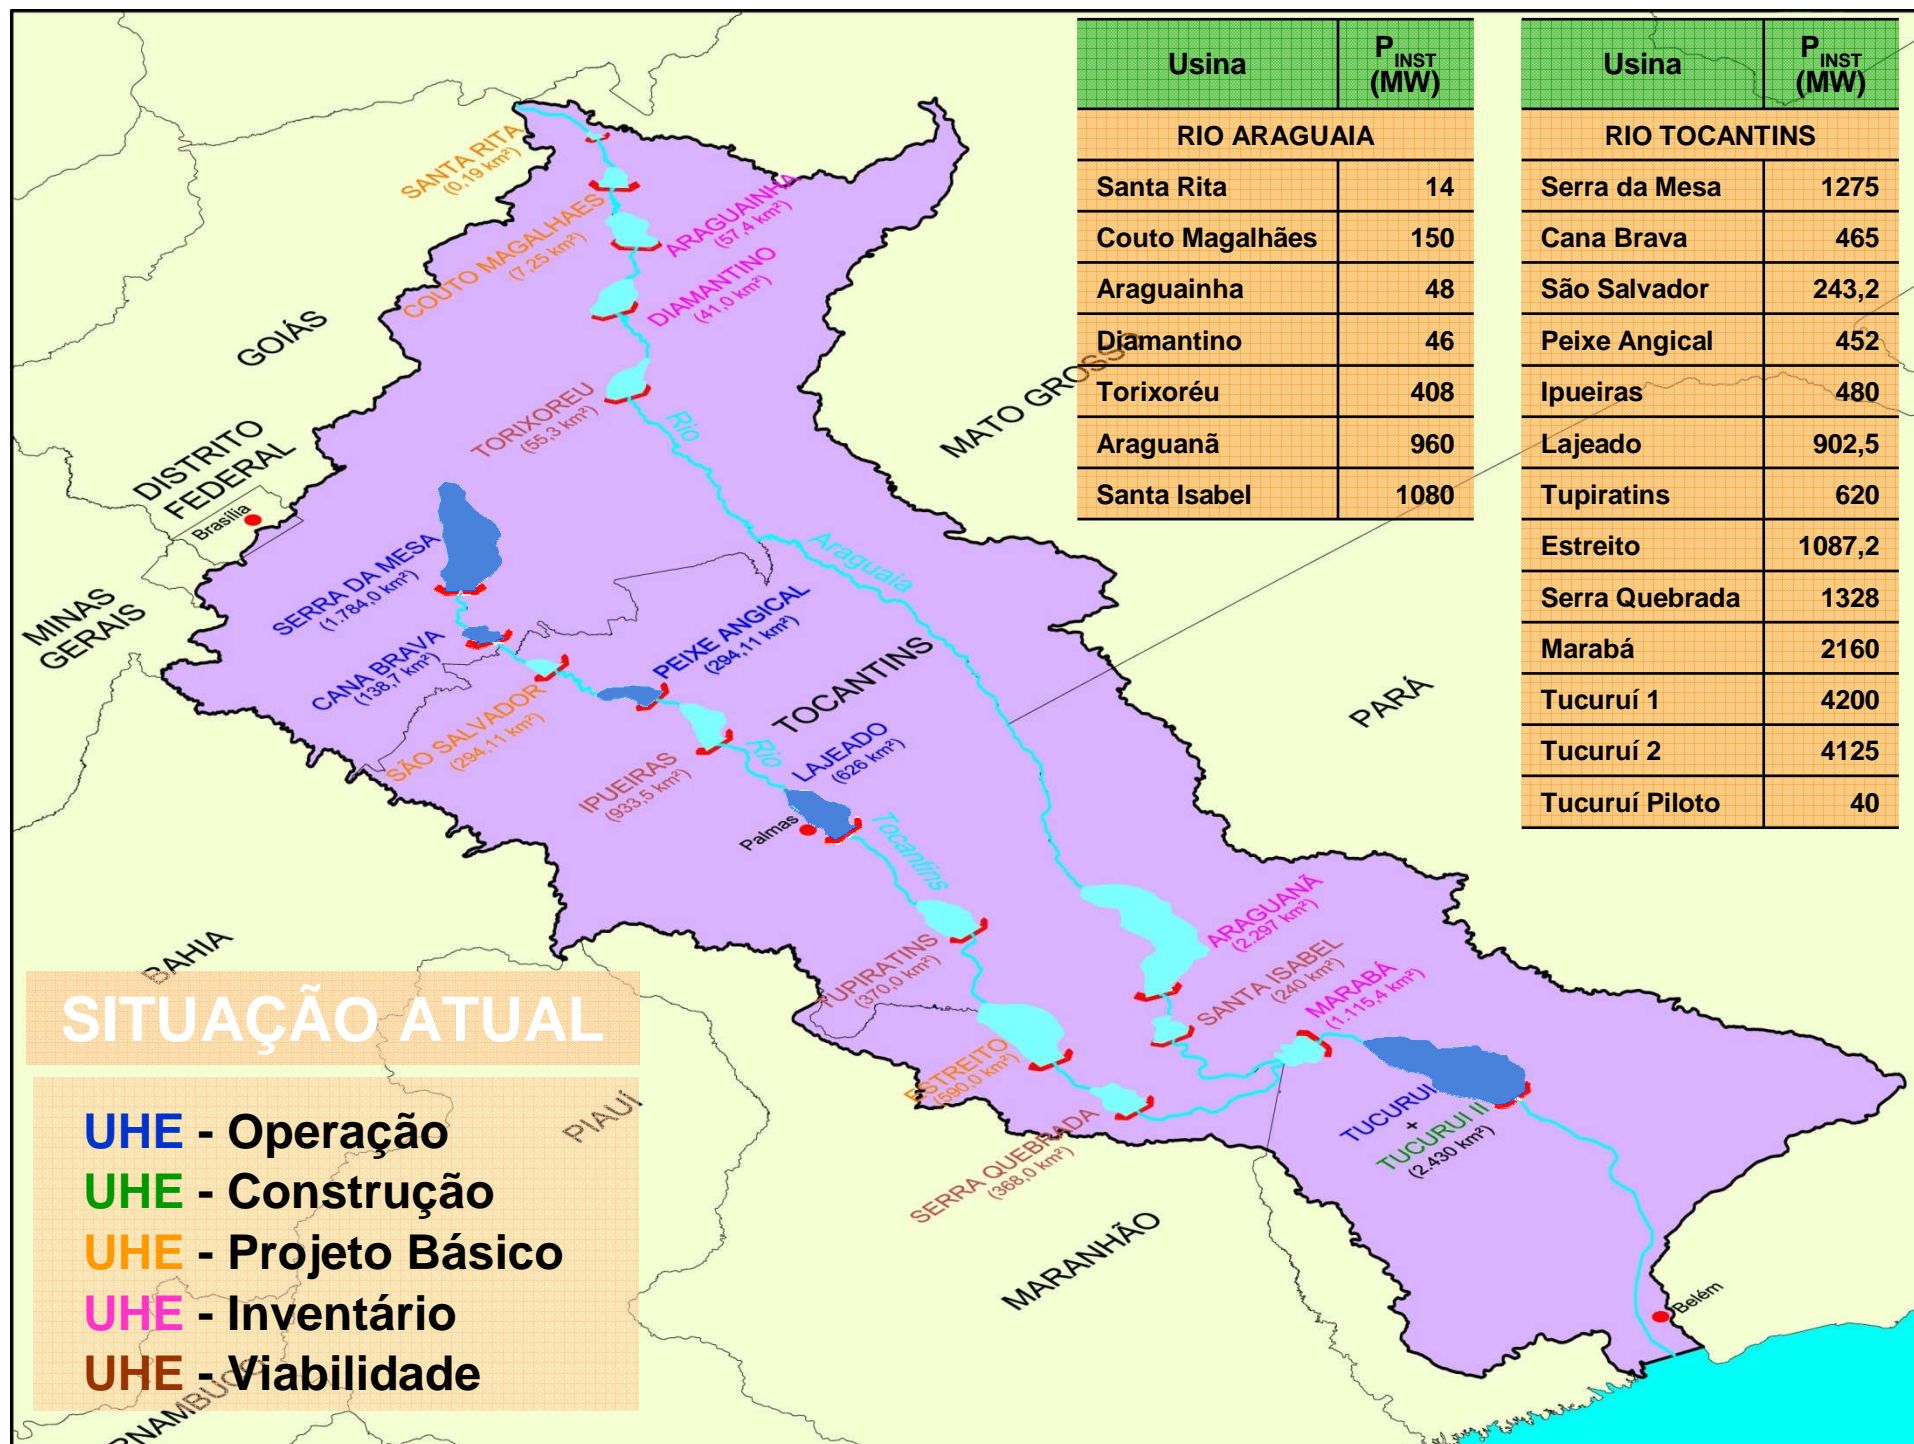 Usina P_INST (MW)
RIO ARAGUAIA
Santa Rita 14
Couto Magalhães 150
Araguainha 48
Diamantino 46
Torixoréu 408
Araguanã 960
Santa Isabel 1080
Usina P_INST (MW)
RIO TOCANTINS
Serra da Mesa 1275
Cana Brava 465
São Salvador 243,2
Peixe Angical 452
Ipueiras 480
Lajeado 902,5
Tupiratins 620
Estreito 1087,2
Serra Quebrada 1328
Marabá 2160
Tucuruí 1 4200
Tucuruí 2 4125
Tucuruí Piloto 40
SANTA RITA
(0,19 km²)
COUTO MAGALHAES
(7,25 km²)
ARAGUAINHA
(57,4 km²)
DIAMANTINO
(41,0 km²)
TORIXOREU
(55,3 km²)
GOIÁS
MATO GROSSO
DISTRITO
FEDERAL
Brasília
MINAS
GERAIS
Rio
Araguaia
SERRA DA MESA
(1.784,0 km²)
CANA BRAVA
(138,7 km²)
SÃO SALVADOR
(294,11 km²)
PEIXE ANGICAL
(294,11 km²)
TOCANTINS
IPUEIRAS
(933,5 km²)
Rio
Tocantins
LAJEADO
(626 km²)
Palmas
PARÁ
BAHIA
TUPIRATINS
(370,0 km²)
ARAGUANÃ
(2.297 km²)
SANTA ISABEL
(240 km²)
MARABÁ
(1.115,4 km²)
ESTREITO
(590,0 km²)
SERRA QUEBRADA
(368,0 km²)
TUCURUI
+
TUCURUI II
(2.430 km²)
PIAUÍ
MARANHÃO
Belém
RNAMBUCO
SITUAÇÃO ATUAL
UHE - Operação
UHE - Construção
UHE - Projeto Básico
UHE - Inventário
UHE - Viabilidade